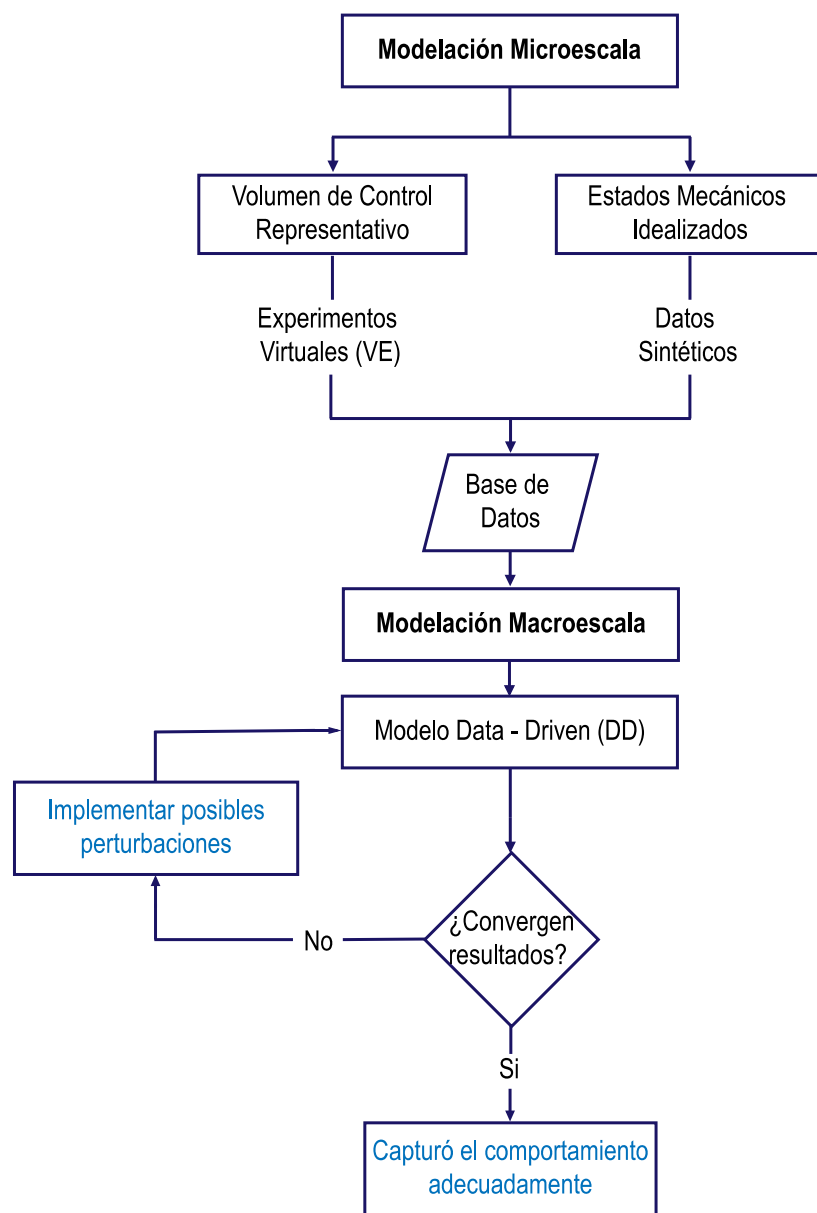 Modelación Microescala
Volumen de Control
Representativo
Estados Mecánicos
Idealizados
Experimentos
Virtuales (VE)
Datos
Sintéticos
Base de
Datos
Modelación Macroescala
Modelo Data - Driven (DD)
Implementar posibles
perturbaciones
¿Convergen
resultados?
No
Si
Capturó el comportamiento
adecuadamente